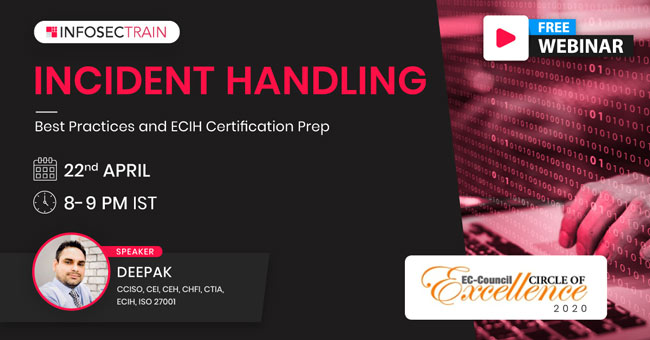 INFOSECTRAIN
FREE
WEBINAR
INCIDENT HANDLING
Best Practices and ECIH Certification Prep
22nd APRIL
8-9 PM IST
SPEAKER
DEEPAK
CCISO, CEI, CEH, CHFI, CTIA,
ECIH, ISO 27001
EC-Council CIRCLE OF
Excellence
2020